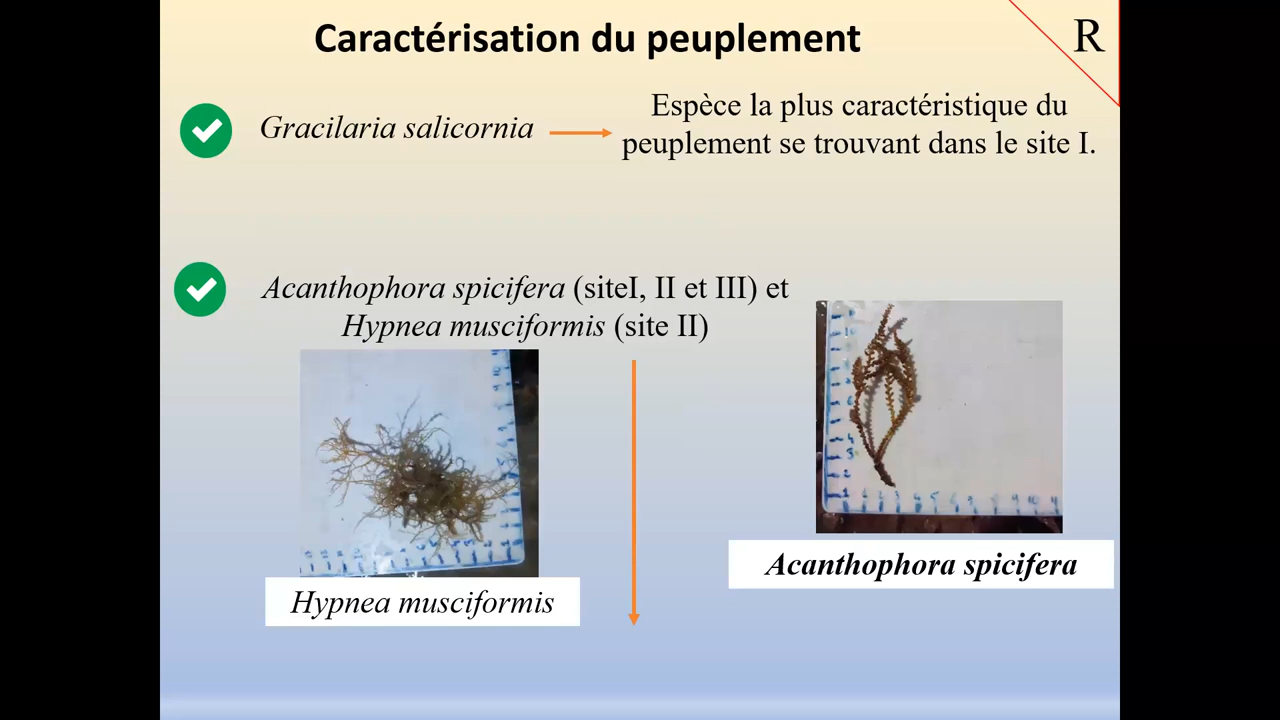 Caractérisation du peuplement
R
Gracilaria salicornia
Espèce la plus caractéristique du
peuplement se trouvant dans le site I.
Acanthophora spicifera (siteI, II et III) et
Hypnea musciformis (site II)
Acanthophora spicifera
Hypnea musciformis